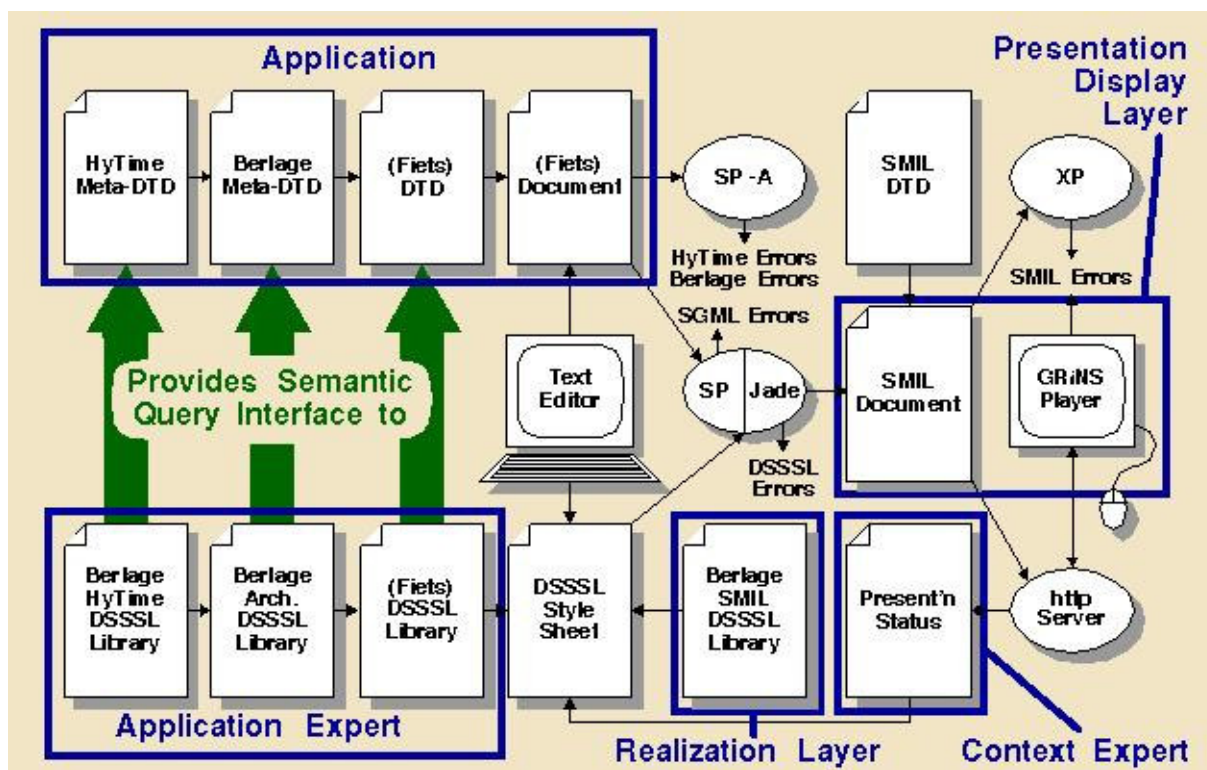 Application
Presentation
Display
Layer
HyTime
Meta-DTD
Berlage
Meta-DTD
(Fiets)
DTD
(Fiets)
Document
SP-A
SMIL
DTD
XP
HyTime Errors
Berlage Errors
SMIL Errors
SGML Errors
Provides Semantic
Query Interface to
Text
Editor
SP
Jade
SMIL
Document
GRiNS
Player
DSSSL
Errors
Berlage
HyTime
DSSSL
Library
Berlage
Arch.
DSSSL
Library
(Fiets)
DSSSL
Library
DSSSL
Style
Sheet
Berlage
SMIL
DSSSL
Library
Present'n
Status
http
Server
Application Expert
Realization Layer
Context Expert